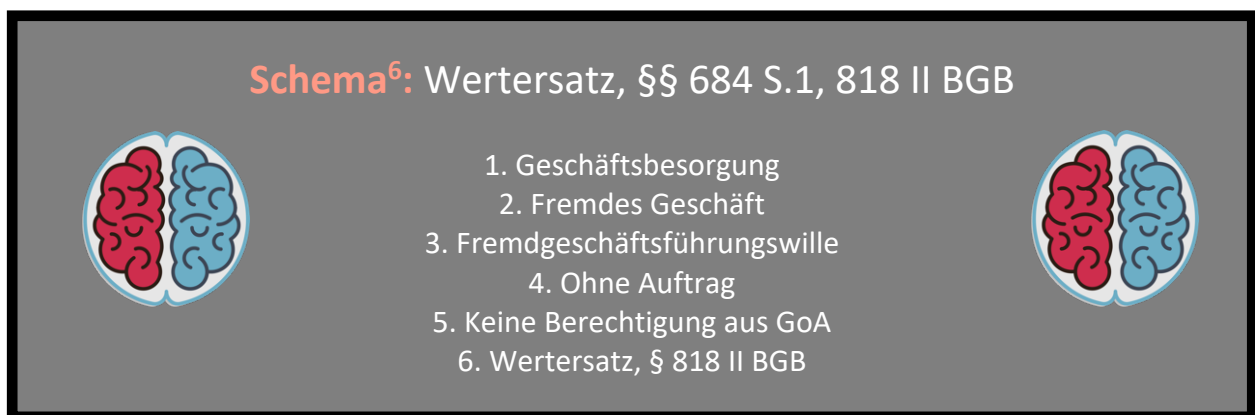 Schema⁶: Wertersatz, §§ 684 S.1, 818 II BGB
1. Geschäftsbesorgung
2. Fremdes Geschäft
3. Fremdgeschäftsführungswille
4. Ohne Auftrag
5. Keine Berechtigung aus GoA
6. Wertersatz, § 818 II BGB